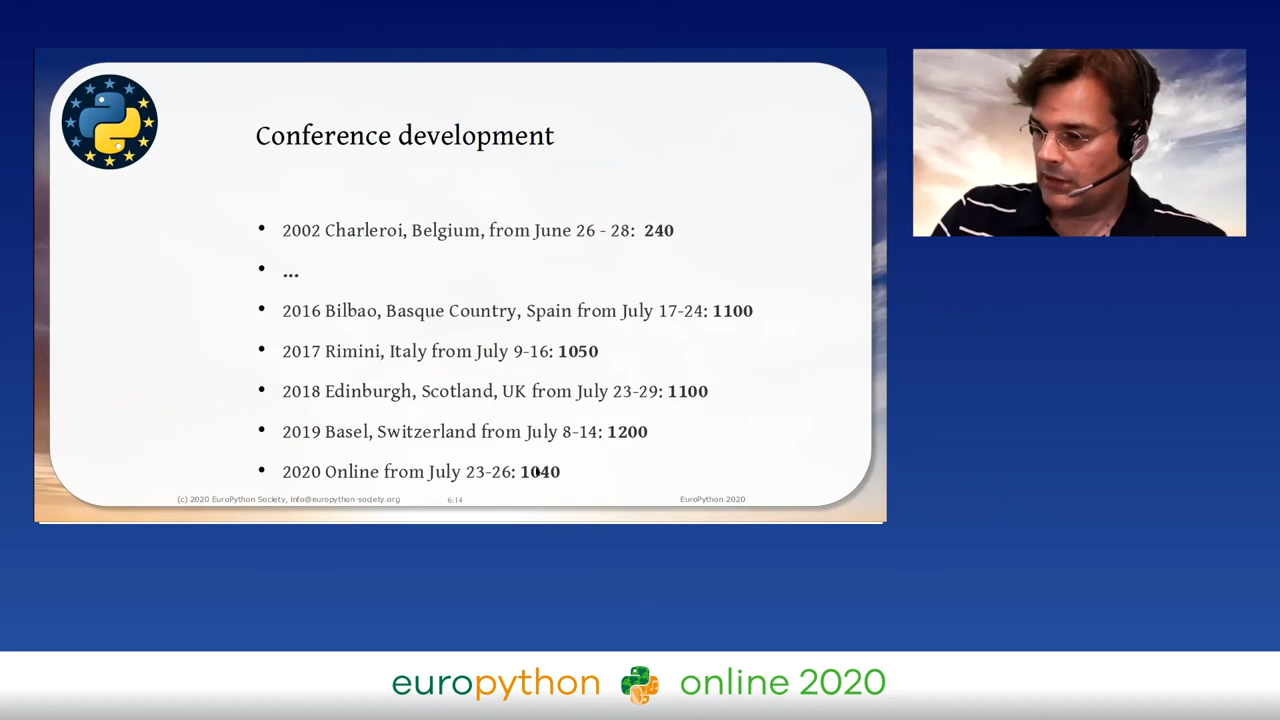 Conference development
• 2002 Charleroi, Belgium, from June 26 - 28:  240
• ...
• 2016 Bilbao, Basque Country, Spain from July 17-24: 1100
• 2017 Rimini, Italy from July 9-16: 1050
• 2018 Edinburgh, Scotland, UK from July 23-29: 1100
• 2019 Basel, Switzerland from July 8-14: 1200
• 2020 Online from July 23-26: 1040
(c) 2020 EuroPython Society, info@europython-society.org 6:14 EuroPython 2020
europython online 2020